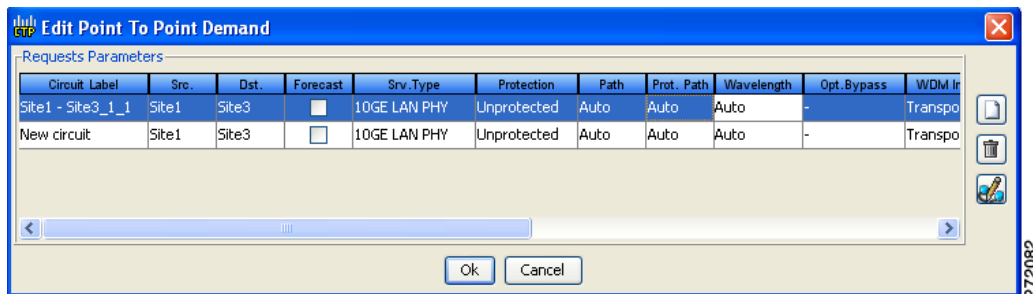 CTP Edit Point To Point Demand
Requests Parameters
Circuit Label Src. Dst. Forecast Srv.Type Protection Path Prot. Path Wavelength Opt.Bypass WDM Ir
Site1 - Site3_1_1 Site1 Site3 10GE LAN PHY Unprotected Auto Auto Auto - Transpo
New circuit Site1 Site3 10GE LAN PHY Unprotected Auto Auto Auto - Transpo
Ok Cancel